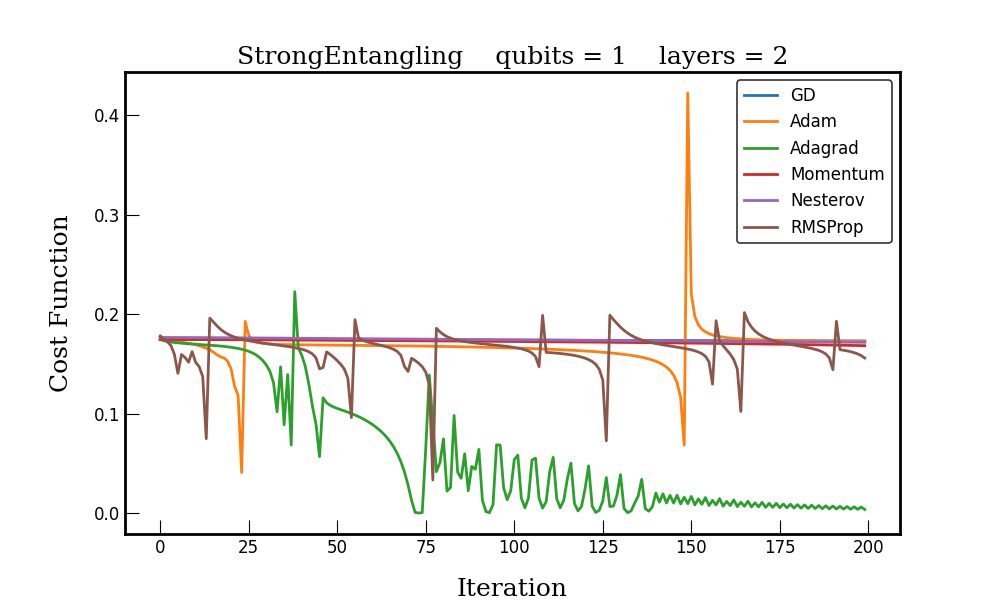 StrongEntangling qubits = 1 layers = 2
Cost Function
0.4
0.3
0.2
0.1
0.0
GD
Adam
Adagrad
Momentum
Nesterov
RMSProp
0 25 50 75 100 125 150 175 200
Iteration